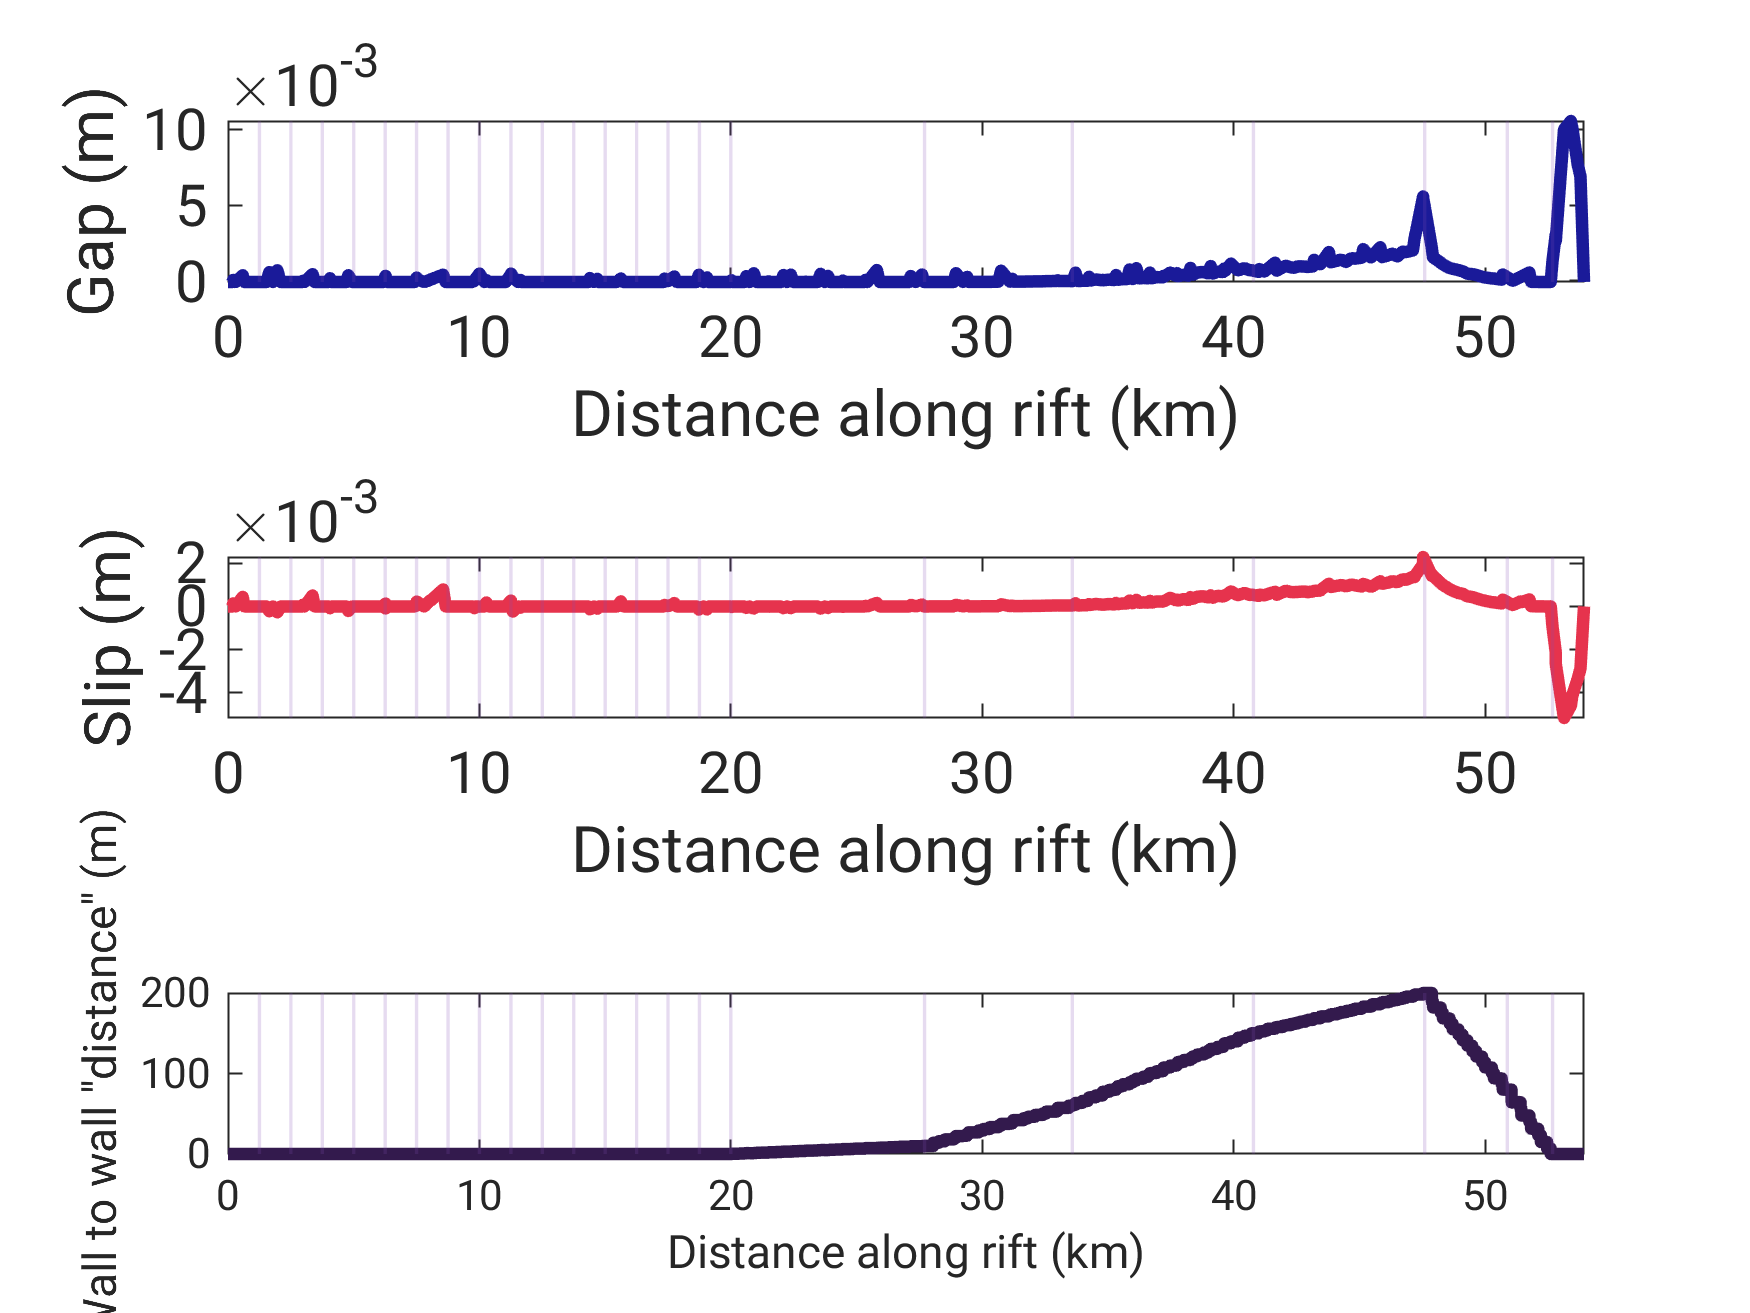 ×10-3
Gap (m)
10
5
0
0 10 20 30 40 50
Distance along rift (km)
×10-3
Slip (m)
2
0
-2
-4
0 10 20 30 40 50
Distance along rift (km)
to wall "distance" (m)
200
100
0
0 10 20 30 40 50
Distance along rift (km)